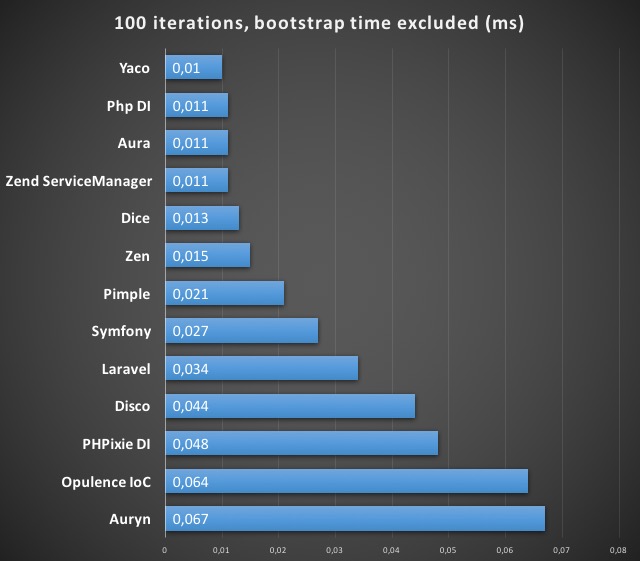 100 iterations, bootstrap time excluded (ms)
Yaco 0,01
Php DI 0,011
Aura 0,011
Zend ServiceManager 0,011
Dice 0,013
Zen 0,015
Pimple 0,021
Symfony 0,027
Laravel 0,034
Disco 0,044
PHPixie DI 0,048
Opulence IoC 0,064
Auryn 0,067
0 0,01 0,02 0,03 0,04 0,05 0,06 0,07 0,08